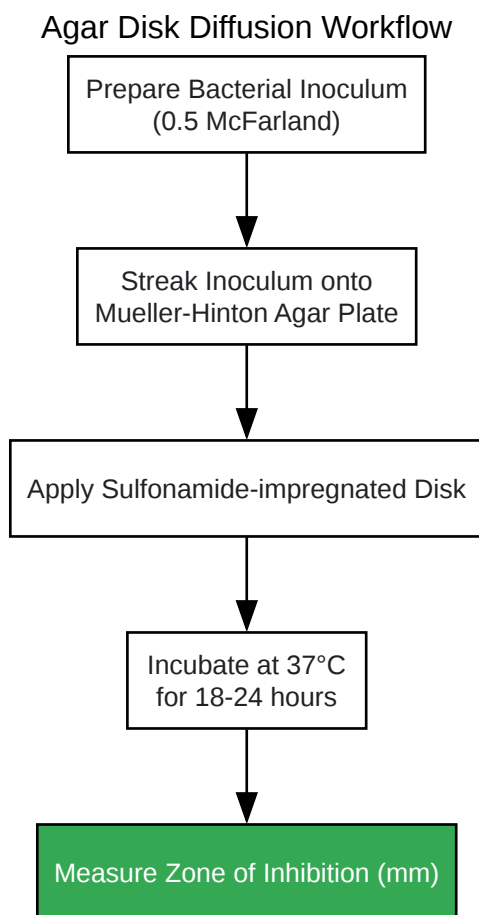 Agar Disk Diffusion Workflow
Prepare Bacterial Inoculum
(0.5 McFarland)
Streak Inoculum onto
Mueller-Hinton Agar Plate
Apply Sulfonamide-impregnated Disk
Incubate at 37°C
for 18-24 hours
Measure Zone of Inhibition (mm)